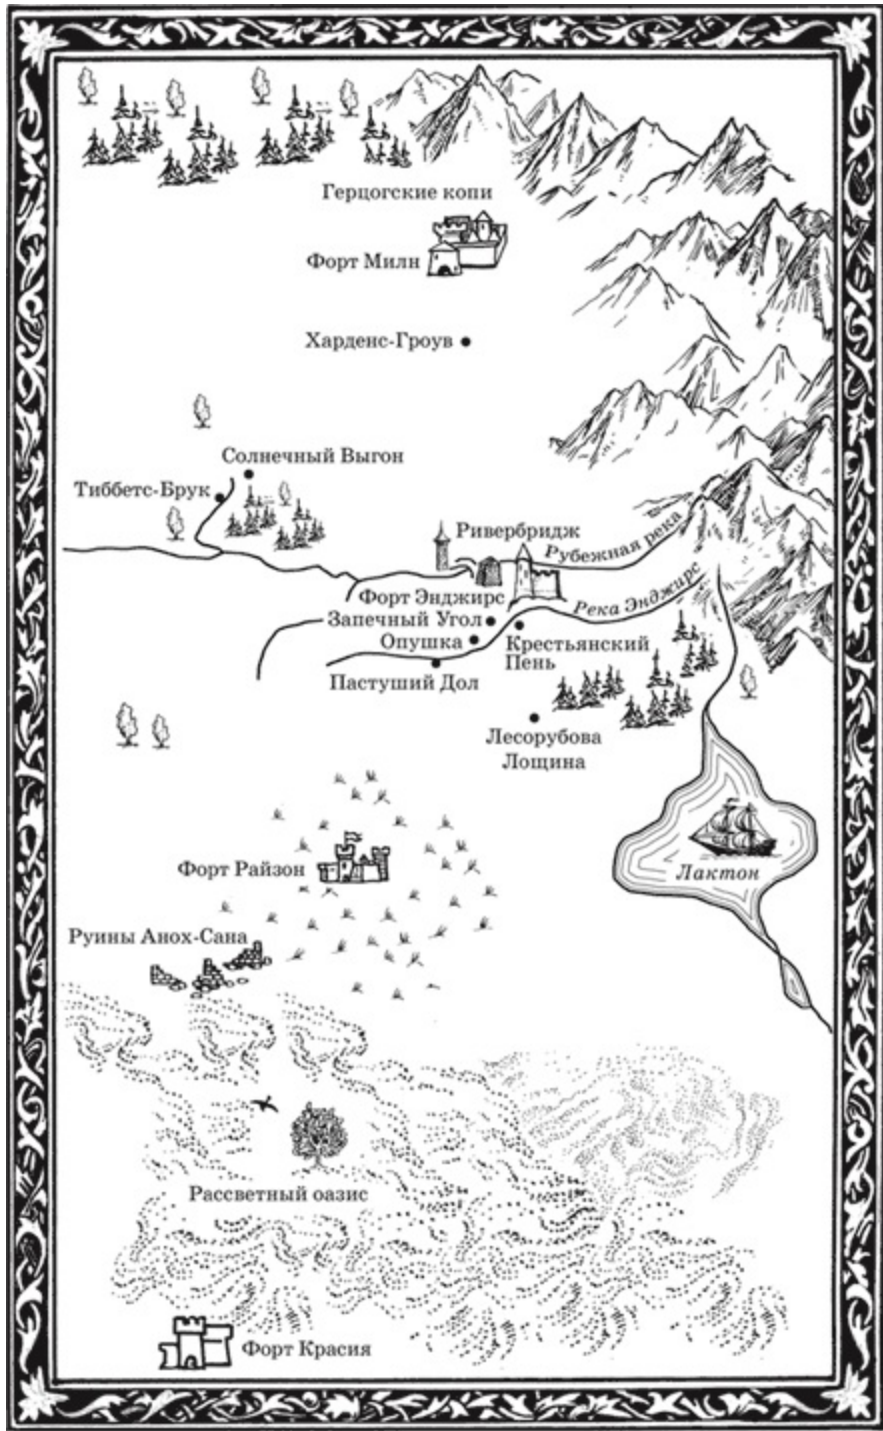 Герцогские копи
Форт Милн
Харденс-Гроув
Солнечный Выгон
Тиббетс-Брук
Ривербридж
Рубежная река
Форт Энджирс
Река Энджирс
Запечный Угол
Опушка
Крестьянский
Пень
Пастуший Дол
Лесорубова
Лощина
Форт Райзон
Лактон
Руины Анох-Сана
Рассветный оазис
Форт Красия